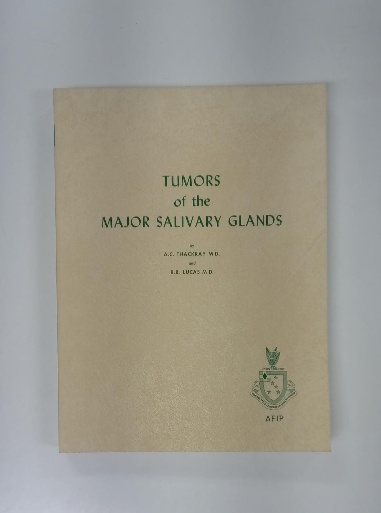 TUMORS
of the
MAJOR SALIVARY GLANDS
by
A.C. THACKRAY M.D.
and
R.B. LUCAS M.D.
AFIP